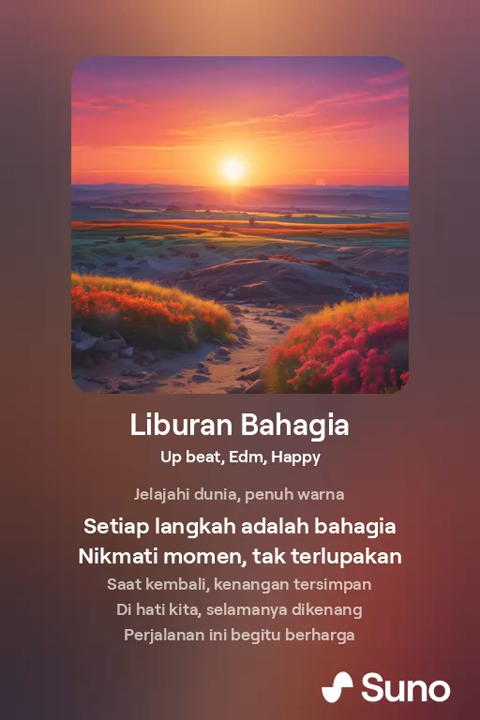 Liburan Bahagia
Up beat, Edm, Happy
Jelajahi dunia, penuh warna
Setiap langkah adalah bahagia
Nikmati momen, tak terlupakan
Saat kembali, kenangan tersimpan
Di hati kita, selamanya dikenang
Perjalanan ini begitu berharga
Suno